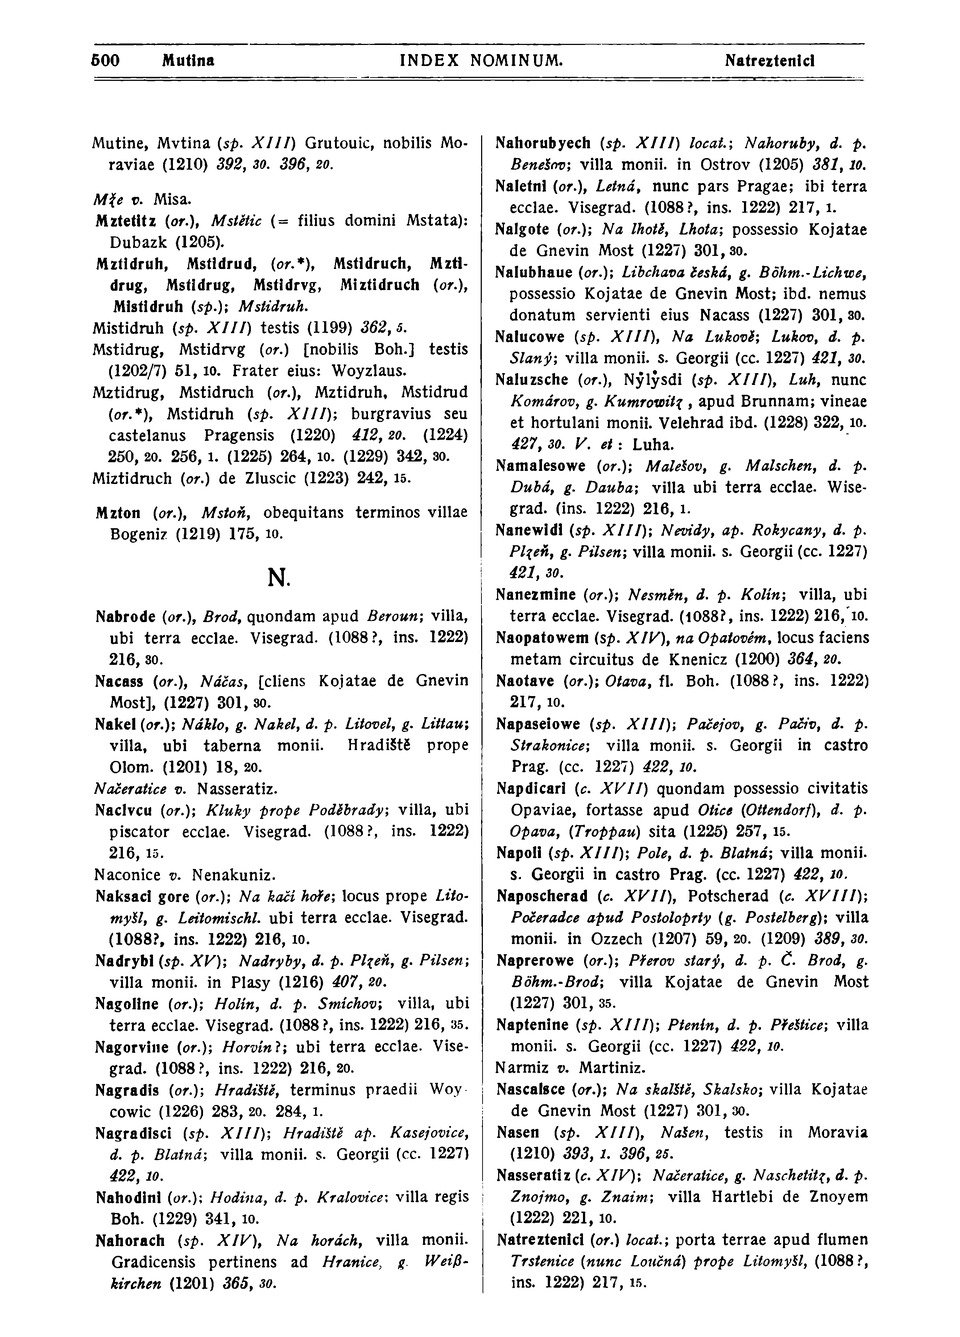 500 Mutina INDEX NOMINUM. Natreztenici
Mutine, Mvtina (sp. XIII) Grutouic, nobilis Mo-
raviae (1210) 392, 30. 396, 20.
Mže v. Misa.
Mztetitz (or.), Mstětic (= filius domini Mstata):
Dubazk (1205).
Mztidruh, Mstidrud, (or.*), Mstidruch, Mzti-
drug, Mstidrug, Mstidrvg, Miztidruch (or.),
Mistidruh (sp.); Mstidruh.
Mistidruh (sp. XIII) testis (1199) 362, 5.
Mstidrug, Mstidrvg (or.) [nobilis Boh.] testis
(1202/7) 51, 10. Frater eius: Woyzlaus.
Mztidrug, Mstidruch (or.), Mztidruh, Mstidrud
(or.*), Mstidruh (sp. XIII); burgravius seu
castelanus Pragensis (1220) 412, 20. (1224)
250, 20. 256, 1. (1225) 264, 10. (1229) 342, 30.
Miztidruch (or.) de Zluscic (1223) 242, 15.
Mzton (or.), Mstoň, obequitans terminos villae
Bogeniz (1219) 175, 10.
N.
Nabrode (or.), Brod, quondam apud Beroun; villa,
ubi terra ecclae. Visegrad. (1088?, ins. 1222)
216, 30.
Nacass (or.), Náčas, [cliens Kojatae de Gnevin
Most], (1227) 301, 30.
Nakel (or.); Náklo, g. Nakel, d. p. Litovel, g. Littau;
villa, ubi taberna monii. Hradiště prope
Olom. (1201) 18, 20.
Načeratice v. Nasseratiz.
Naclvcu (or.); Kluky prope Poděbrady; villa, ubi
piscator ecclae. Visegrad. (1088?, ins. 1222)
216, 15.
Naconice v. Nenakuniz.
Naksaci gore (or.); Na kačí hoře; locus prope Lito-
myšl, g. Leitomischl. ubi terra ecclae. Visegrad.
(1088?, ins. 1222) 216, 10.
Nadrybi (sp. XV); Nadryby, d. p. Plzeň, g. Pilsen;
villa monii. in Plasy (1216) 407, 20.
Nagoline (or.); Holín, d. p. Smíchov; villa, ubi
terra ecclae. Visegrad. (1088?, ins. 1222) 216, 35.
Nagorvine (or.); Horvín?; ubi terra ecclae. Vise-
grad. (1088?, ins. 1222) 216, 20.
Nagradis (or.); Hradiště, terminus praedii Woy-
cowic (1226) 283, 20. 284, 1.
Nagradisci (sp. XIII); Hradiště ap. Kasejovice,
d. p. Blatná; villa monii. s. Georgii (cc. 1227)
422, 10.
Nahodini (or.); Hodina, d. p. Kralovice; villa regis
Boh. (1229) 341, 10.
Nahorach (sp. XIV), Na horách, villa monii.
Gradicensis pertinens ad Hranice, g. Weiß-
kirchen (1201) 365, 30.
Nahorubyech (sp. XIII) locat.; Nahoruby, d. p.
Benešov; villa monii. in Ostrov (1205) 381, 10.
Naletni (or.), Letná, nunc pars Pragae; ibi terra
ecclae. Visegrad. (1088?, ins. 1222) 217, 1.
Nalgote (or.); Na lhotě, Lhota; possessio Kojatae
de Gnevin Most (1227) 301, 30.
Nalubhaue (or.); Libchava česká, g. Böhm.-Lichwe,
possessio Kojatae de Gnevin Most; ibd. nemus
donatum servienti eius Nacass (1227) 301, 30.
Nalucowe (sp. XIII), Na Lukově; Lukov, d. p.
Slaný; villa monii. s. Georgii (cc. 1227) 421, 30.
Naluzsche (or.), Nẏlẏsdi (sp. XIII), Luh, nunc
Komárov, g. Kumrowitz, apud Brunnam; vineae
et hortulani monii. Velehrad ibd. (1228) 322, 10.
427, 30. V. et: Luha.
Namalesowe (or.); Malešov, g. Malschen, d. p.
Dubá, g. Dauba; villa ubi terra ecclae. Wise-
grad. (ins. 1222) 216, 1.
Nanewidi (sp. XIII); Nevidy, ap. Rokycany, d. p.
Plzeň, g. Pilsen; villa monii. s. Georgii (cc. 1227)
421, 30.
Nanezmine (or.); Nesměn, d. p. Kolín; villa, ubi
terra ecclae. Visegrad. (1088?, ins. 1222) 216, 10.
Naopatowem (sp. XIV), na Opatovém, locus faciens
metam circuitus de Knenicz (1200) 364, 20.
Naotave (or.); Otava, fl. Boh. (1088?, ins. 1222)
217, 10.
Napaseiowe (sp. XIII); Pačejov, g. Pačiv, d. p.
Strakonice; villa monii. s. Georgii in castro
Prag. (cc. 1227) 422, 10.
Napdicari (c. XVII) quondam possessio civitatis
Opaviae, fortasse apud Otice (Ottendorf), d. p.
Opava, (Troppau) sita (1225) 257, 15.
Napoli (sp. XIII); Pole, d. p. Blatná; villa monii.
s. Georgii in castro Prag. (cc. 1227) 422, 10.
Naposcherad (c. XVII), Potscherad (c. XVIII);
Počeradce apud Postoloprty (g. Postelberg); villa
monii. in Ozzech (1207) 59, 20. (1209) 389, 30.
Naprerowe (or.); Přerov starý, d. p. Č. Brod, g.
Böhm.-Brod; villa Kojatae de Gnevin Most
(1227) 301, 35.
Naptenine (sp. XIII); Ptenín, d. p. Přeštice; villa
monii. s. Georgii (cc. 1227) 422, 10.
Narmiz v. Martiniz.
Nascalsce (or.); Na skalště, Skalsko; villa Kojatae
de Gnevin Most (1227) 301, 30.
Nasen (sp. XIII), Našen, testis in Moravia
(1210) 393, 1. 396, 25.
Nasseratiz (c. XIV); Načeratice, g. Naschetitz, d. p.
Znojmo, g. Znaim; villa Hartlebi de Znoyem
(1222) 221, 10.
Natreztenici (or.) locat.; porta terrae apud flumen
Trstenice (nunc Loučná) prope Litomyšl, (1088?,
ins. 1222) 217, 15.